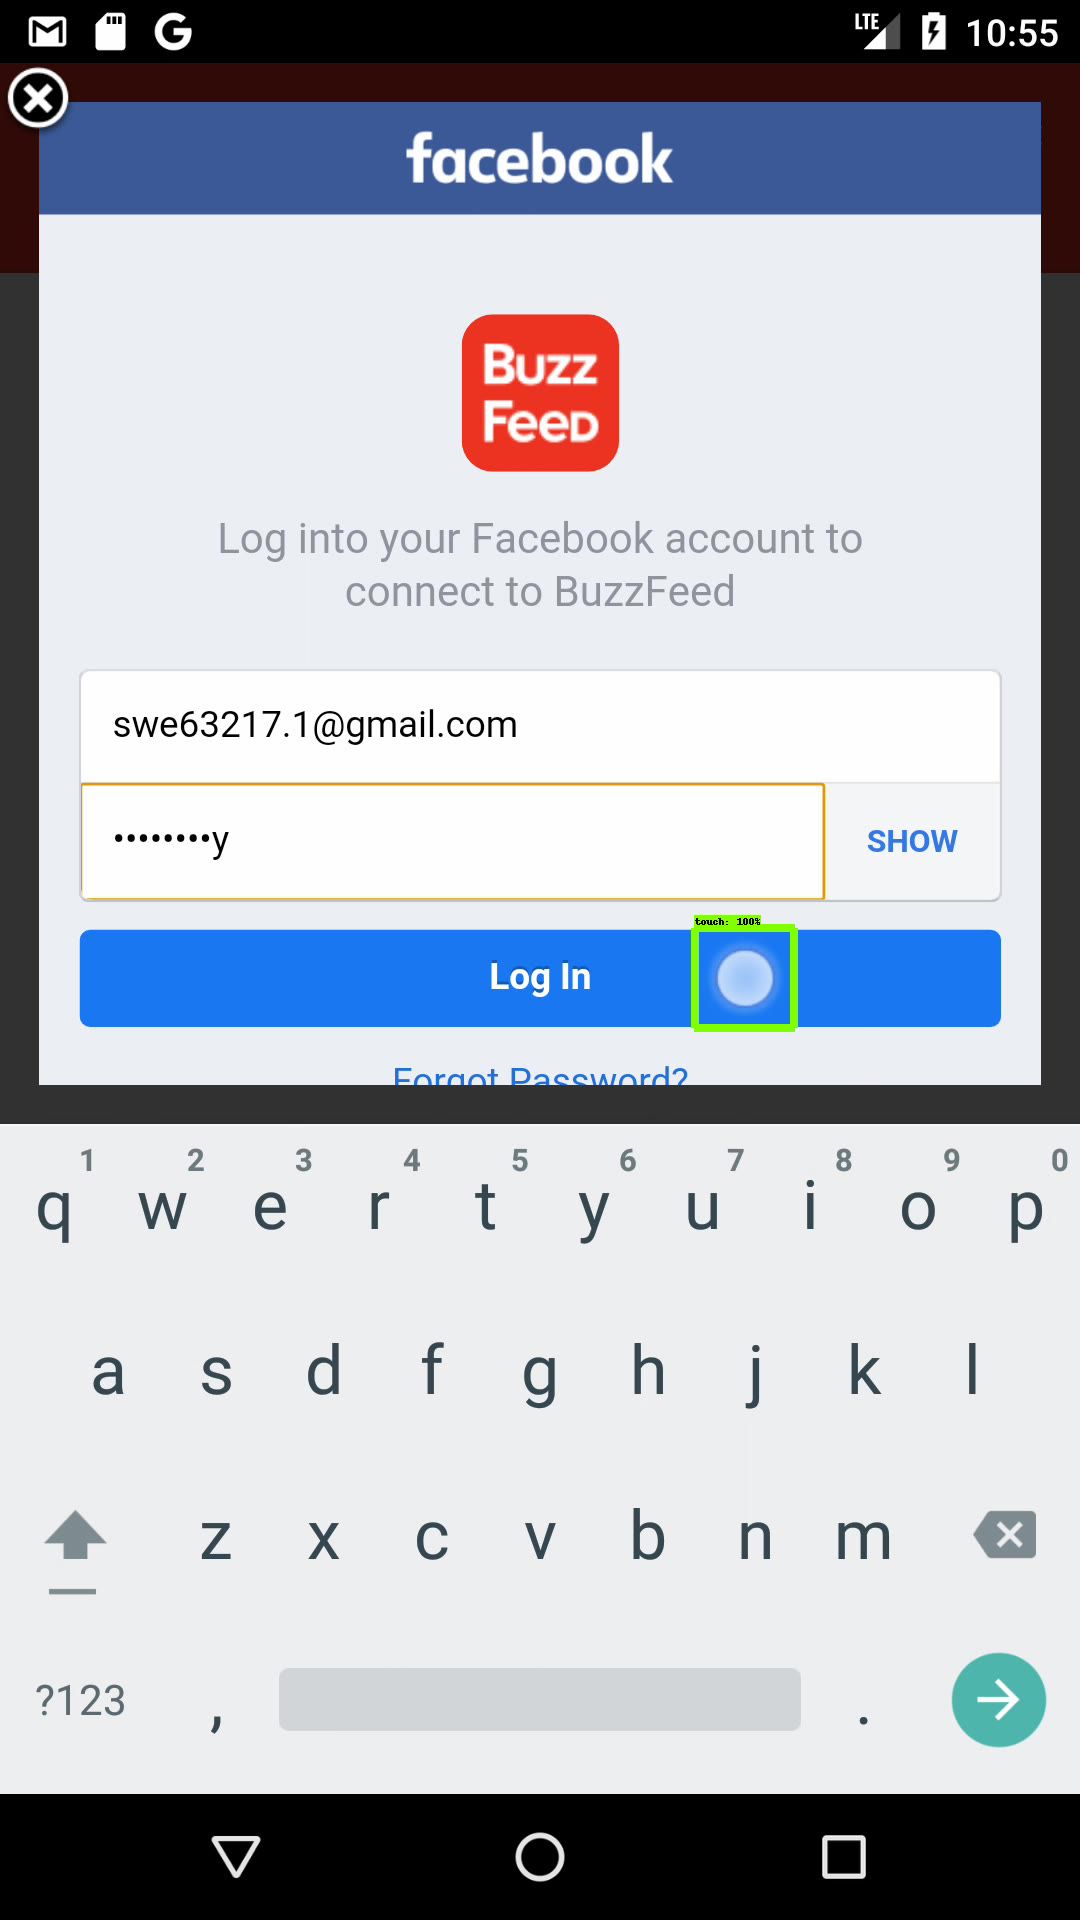 LTE 10:55
facebook
Buzz
FeeD
Log into your Facebook account to
connect to BuzzFeed
swe63217.1@gmail.com
••••••••y
SHOW
touch: 100%
Log In
Forgot Password?
1 2 3 4 5 6 7 8 9 0
q w e r t y u i o p
a s d f g h j k l
z x c v b n m
?123 , .